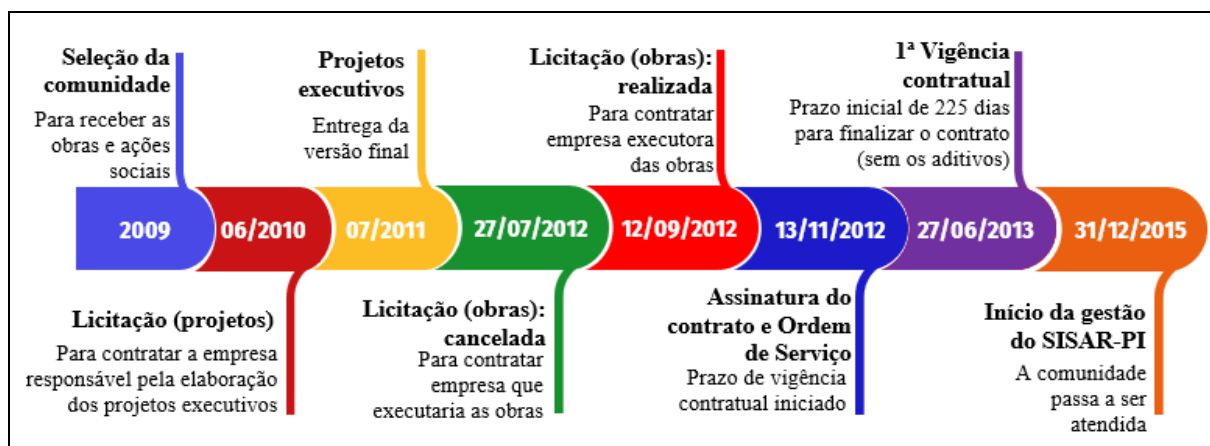 Seleção da
comunidade
Para receber as
obras e ações
sociais
Projetos
executivos
Entrega da
versão final
Licitação (obras):
realizada
Para contratar
empresa executora
das obras
1ª Vigência
contratual
Prazo inicial de 225 dias
para finalizar o contrato
(sem os aditivos)
2009
06/2010
07/2011
27/07/2012
12/09/2012
13/11/2012
27/06/2013
31/12/2015
Licitação (projetos)
Para contratar a empresa
responsável pela elaboração
dos projetos executivos
Licitação (obras):
cancelada
Para contratar
empresa que
executaria as obras
Assinatura do
contrato e Ordem
de Serviço
Prazo de vigência
contratual iniciado
Início da gestão
do SISAR-PI
A comunidade
passa a ser
atendida